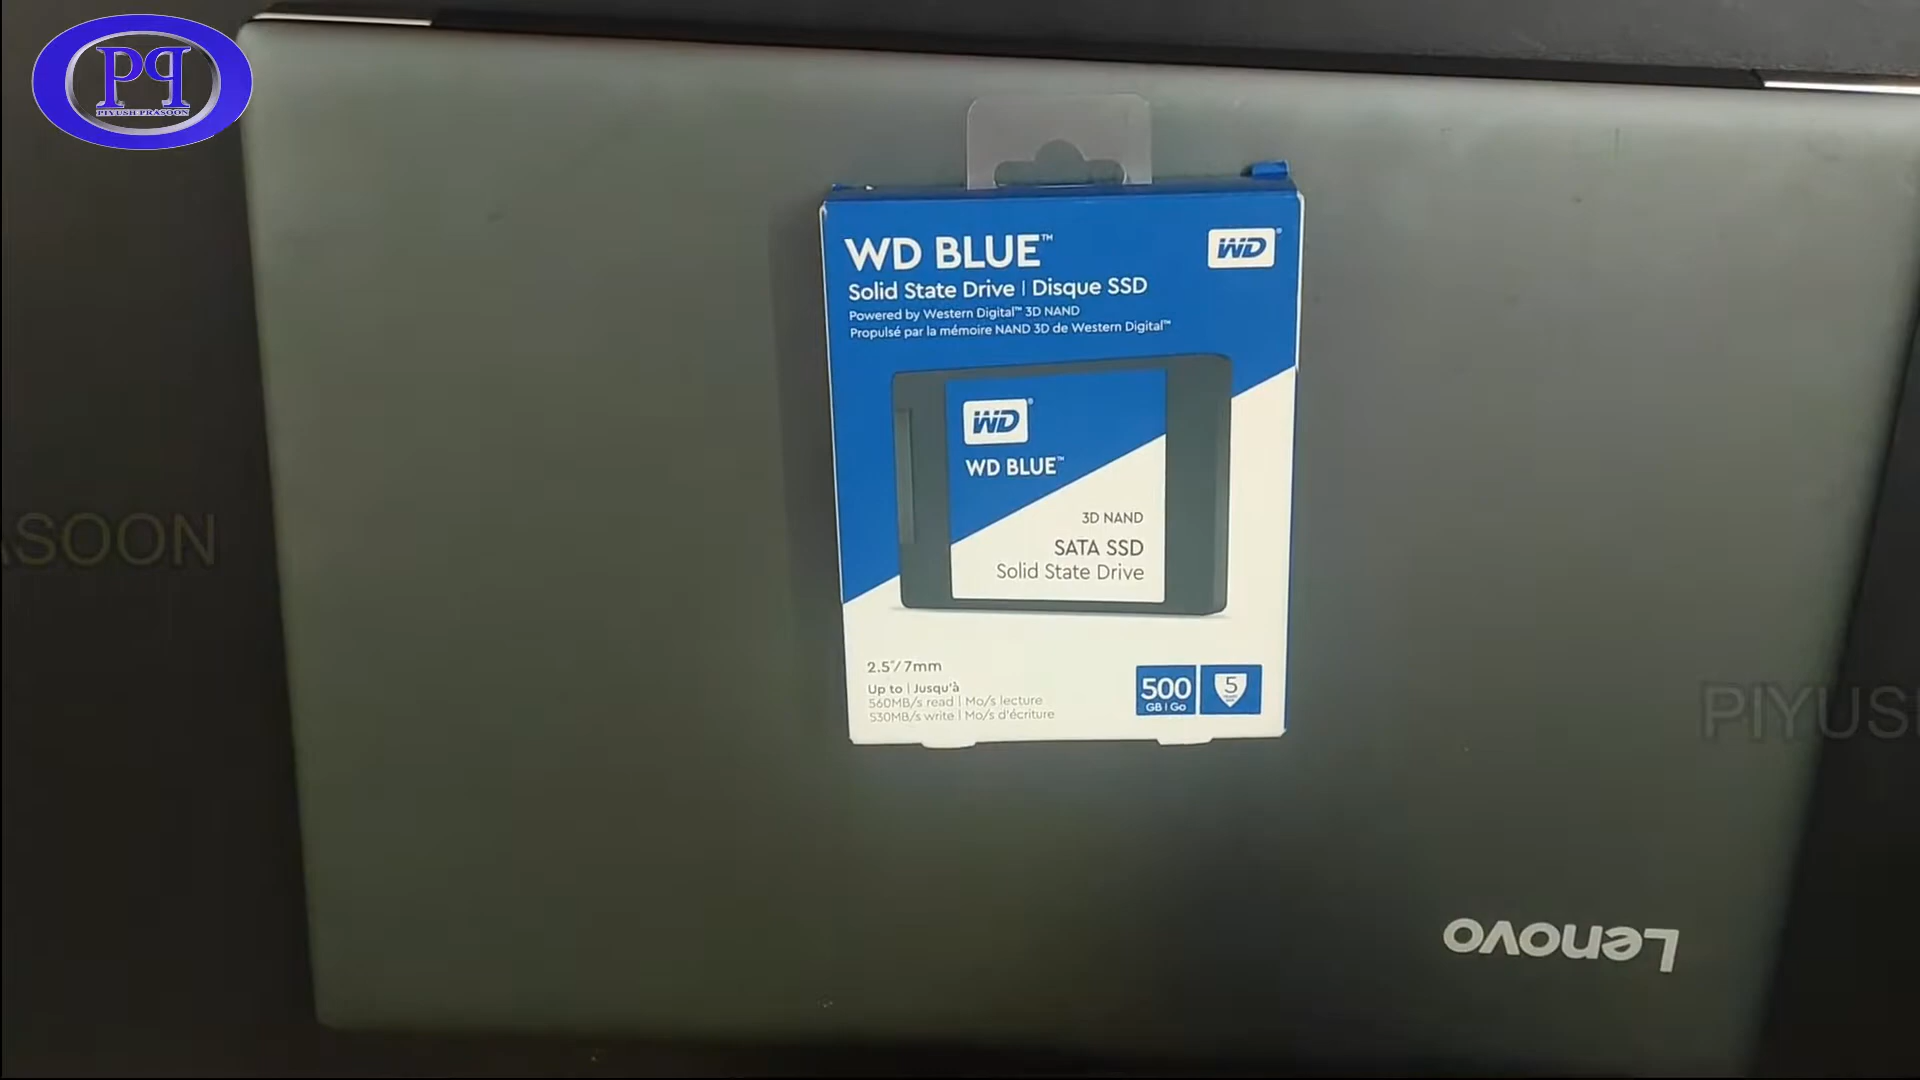 PP
PIYUSH PRASOON
WD BLUE™
WD®
Solid State Drive | Disque SSD
Powered by Western Digital™ 3D NAND
Propulsé par la mémoire NAND 3D de Western Digital™
WD®
WD BLUE™
3D NAND
SATA SSD
Solid State Drive
2.5"/7mm
Up to | Jusqu'à
560MB/s read | Mo/s lecture
530MB/s write | Mo/s d'écriture
500
GB | Go
5
ASOON
PIYUSH
Lenovo